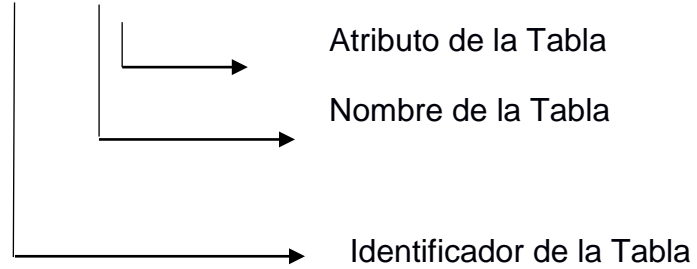 Atributo de la Tabla
Nombre de la Tabla
Identificador de la Tabla